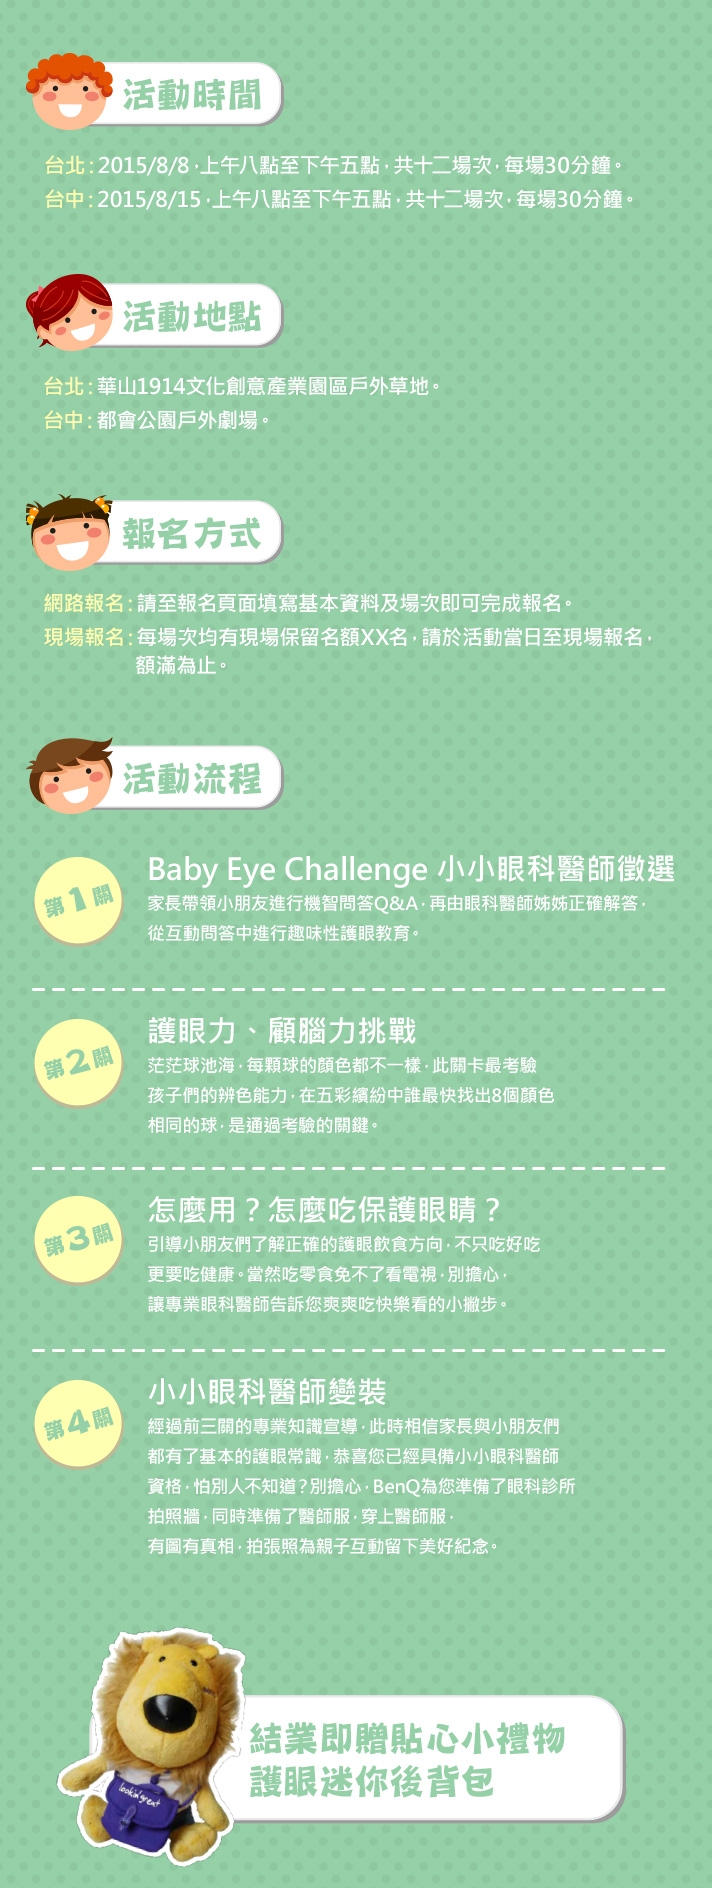 活動時間
台北：2015/8/8，上午八點至下午五點，共十二場次，每場30分鐘。
台中：2015/8/15，上午八點至下午五點，共十二場次，每場30分鐘。
活動地點
台北：華山1914文化創意產業園區戶外草地。
台中：都會公園戶外劇場。
報名方式
網路報名：請至報名頁面填寫基本資料及場次即可完成報名。
現場報名：每場次均有現場保留名額XX名，請於活動當日至現場報名，
額滿為止。
活動流程
第1關
Baby Eye Challenge 小小眼科醫師徵選
家長帶領小朋友進行機智問答Q&A，再由眼科醫師姊姊正確解答，
從互動問答中進行趣味性護眼教育。
第2關
護眼力、顧腦力挑戰
茫茫球池海，每顆球的顏色都不一樣，此關卡最考驗
孩子們的辨色能力，在五彩繽紛中誰最快找出8個顏色
相同的球，是通過考驗的關鍵。
第3關
怎麼用？怎麼吃保護眼睛？
引導小朋友們了解正確的護眼飲食方向，不只吃好吃
更要吃健康。當然吃零食免不了看電視，別擔心，
讓專業眼科醫師告訴您爽爽吃快樂看的小撇步。
第4關
小小眼科醫師變裝
經過前三關的專業知識宣導，此時相信家長與小朋友們
都有了基本的護眼常識，恭喜您已經具備小小眼科醫師
資格，怕別人不知道？別擔心，BenQ為您準備了眼科診所
拍照牆，同時準備了醫師服，穿上醫師服，
有圖有真相，拍張照為親子互動留下美好紀念。
結業即贈貼心小禮物
護眼迷你後背包
lookingreat